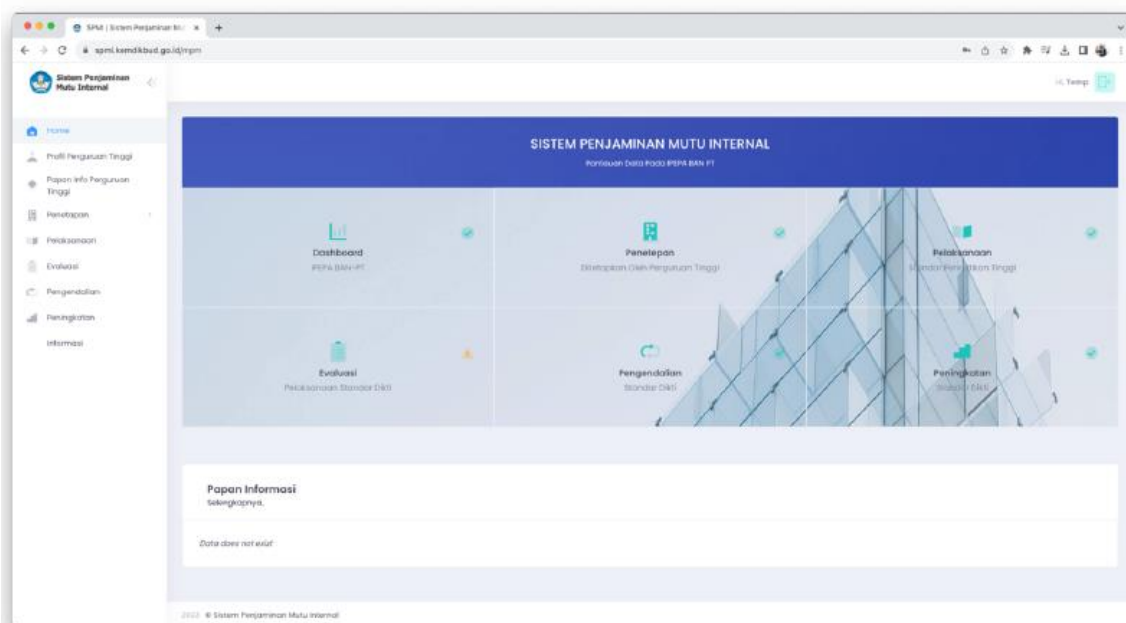 SPMI | Sistem Penjaminan Mu
spmi.kemdikbud.go.id/mpm
Sistem Penjaminan
Mutu Internal
Hi,
Home
Profil Perguruan Tinggi
Papan Info Perguruan
Tinggi
Penetapan
Pelaksanaan
Evaluasi
Pengendalian
Peningkatan
Informasi
SISTEM PENJAMINAN MUTU INTERNAL
Pantauan Data Pada IPEPA BAN PT
Dashboard
IPEPA BAN-PT
Penetepan
Ditetapkan Oleh Perguruan Tinggi
Pelaksanaan
Standar Pendidikan Tinggi
Evaluasi
Pelaksanaan Standar Dikti
Pengendalian
Standar Dikti
Peningkatan
Standar Dikti
Papan Informasi
Selengkapnya.
Data does not exist
© Sistem Penjaminan Mutu Internal